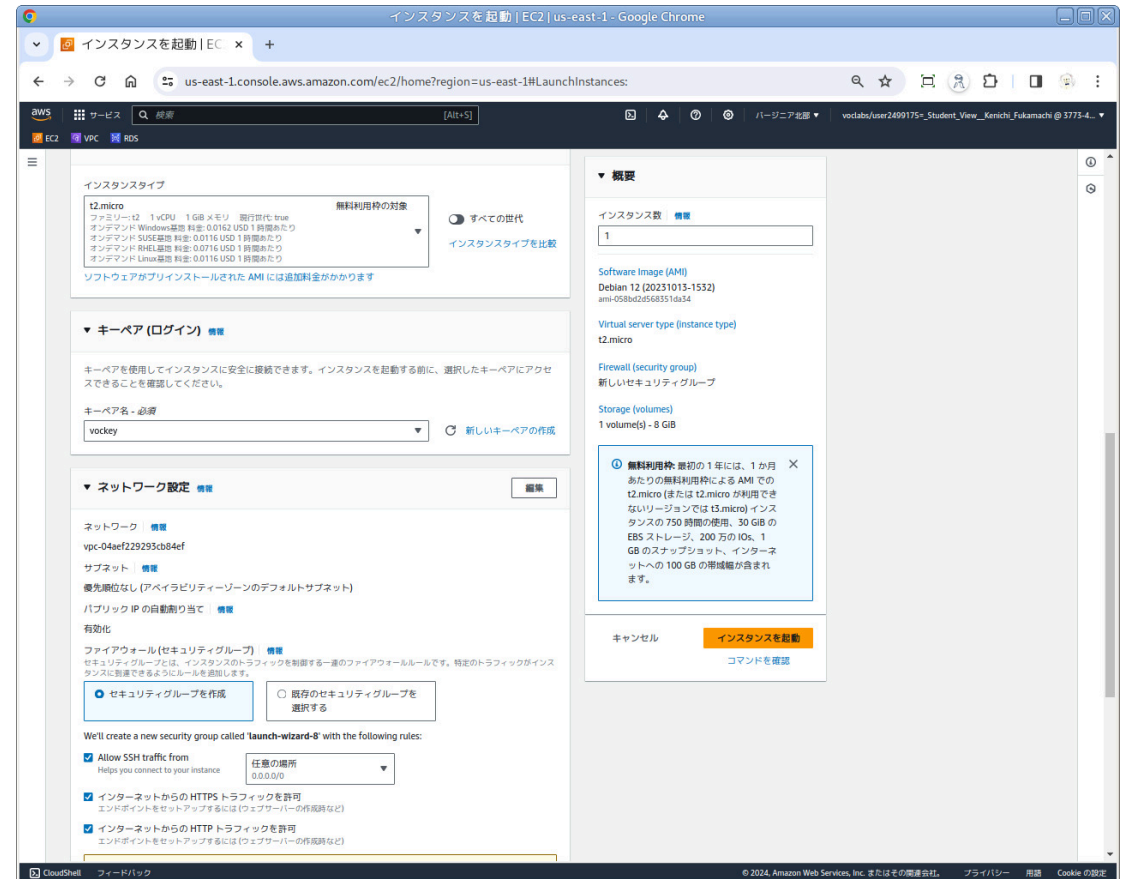 インスタンスを起動 | EC2 | us-east-1 - Google Chrome
インスタンスを起動 | EC
us-east-1.console.aws.amazon.com/ec2/home?region=us-east-1#LaunchInstances:
aws
サービス
検索
[Alt+S]
バージニア北部
voclabs/user2499175=_Student_View__Kenichi_Fukamachi @ 3773-4...
EC2
VPC
RDS
インスタンスタイプ
t2.micro
無料利用枠の対象
ファミリー: t2 1 vCPU 1 GiB メモリ 現行世代: true
オンデマンド Windows基跙 料金: 0.0162 USD 1 時間あたり
オンデマンド SUSE基跙 料金: 0.0116 USD 1 時間あたり
オンデマンド RHEL基跙 料金: 0.0716 USD 1 時間あたり
オンデマンド Linux基跙 料金: 0.0116 USD 1 時間あたり
すべての世代
インスタンスタイプを比較
ソフトウェアがプリインストールされた AMI には追加料金がかかります
キーペア (ログイン) 情報
キーペアを使用してインスタンスに安全に接続できます。インスタンスを起動する前に、選択したキーペアにアクセ
スできることを確認してください。
キーペア名 - 必須
vockey
新しいキーペアの作成
ネットワーク設定 情報
編集
ネットワーク 情報
vpc-04aef229293cb84ef
サブネット 情報
優先順位なし (アベイラビリティーゾーンのデフォルトサブネット)
パブリック IP の自動割り当て 情報
有効化
ファイアウォール (セキュリティグループ) 情報
セキュリティグループとは、インスタンスのトラフィックを制御する一連のファイアウォールルールです。特定のトラフィックがインス
タンスに到達できるようにルールを追加します。
セキュリティグループを作成
既存のセキュリティグループを
選択する
We'll create a new security group called 'launch-wizard-8' with the following rules:
Allow SSH traffic from
Helps you connect to your instance
任意の場所
0.0.0.0/0
インターネットからの HTTPS トラフィックを許可
エンドポイントをセットアップするには (ウェブサーバーの作成時など)
インターネットからの HTTP トラフィックを許可
エンドポイントをセットアップするには (ウェブサーバーの作成時など)
概要
インスタンス数 情報
1
Software Image (AMI)
Debian 12 (20231013-1532)
ami-058bd2d568351da34
Virtual server type (instance type)
t2.micro
Firewall (security group)
新しいセキュリティグループ
Storage (volumes)
1 volume(s) - 8 GiB
無料利用枠: 最初の 1 年には、1 か月
あたりの無料利用枠による AMI での
t2.micro (または t2.micro が利用でき
ないリージョンでは t3.micro) インス
タンスの 750 時間の使用、30 GiB の
EBS ストレージ、200 万の IOs、1
GB のスナップショット、インターネ
ットへの 100 GB の帯域幅が含まれ
ます。
キャンセル
インスタンスを起動
コマンドを確認
CloudShell
フィードバック
© 2024, Amazon Web Services, Inc. またはその関連会社。
プライバシー
用語
Cookie の設定